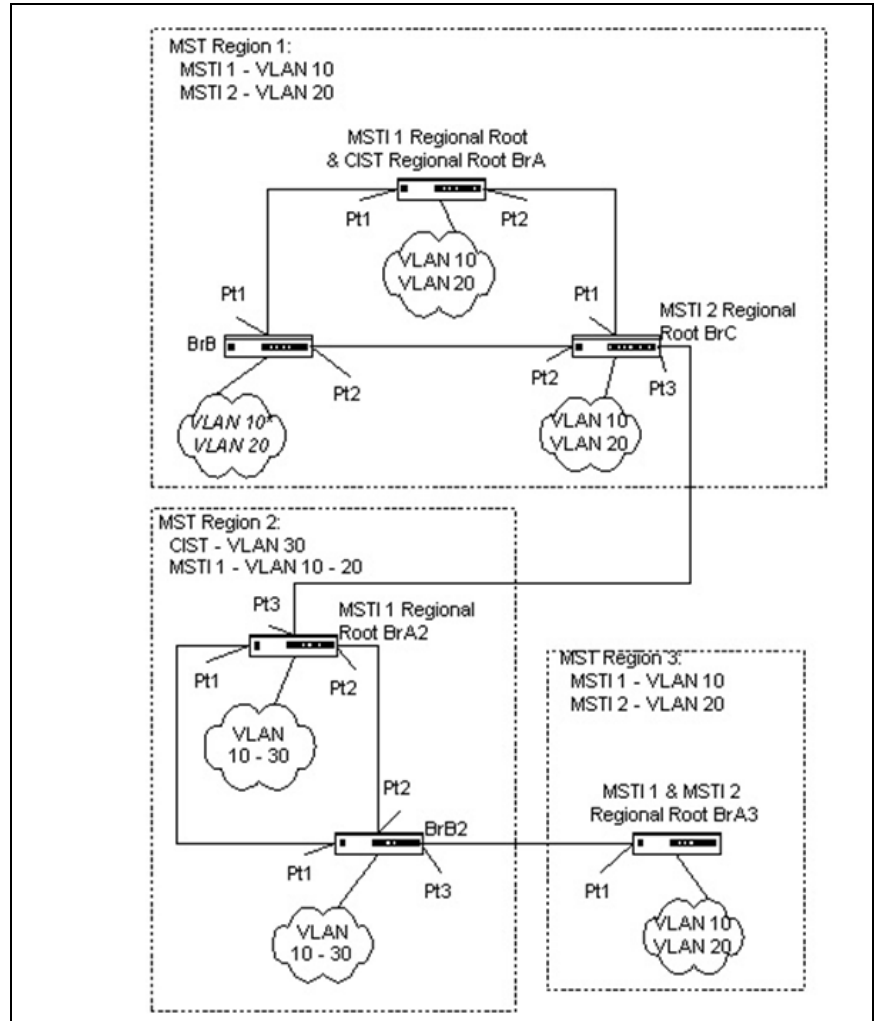 MST Region 1:
MSTI 1 - VLAN 10
MSTI 2 - VLAN 20
MSTI 1 Regional Root
& CIST Regional Root BrA
Pt1
Pt2
VLAN 10
VLAN 20
Pt1
Pt1
MSTI 2 Regional
Root BrC
BrB
Pt2
Pt2
Pt3
VLAN 10*
VLAN 20
VLAN 10
VLAN 20
MST Region 2:
CIST - VLAN 30
MSTI 1 - VLAN 10 - 20
Pt3
MSTI 1 Regional
Root BrA2
Pt1
Pt2
VLAN
10 - 30
MST Region 3:
MSTI 1 - VLAN 10
MSTI 2 - VLAN 20
Pt2
MSTI 1 & MSTI 2
Regional Root BrA3
BrB2
Pt1
Pt3
Pt1
VLAN
10 - 30
VLAN 10
VLAN 20